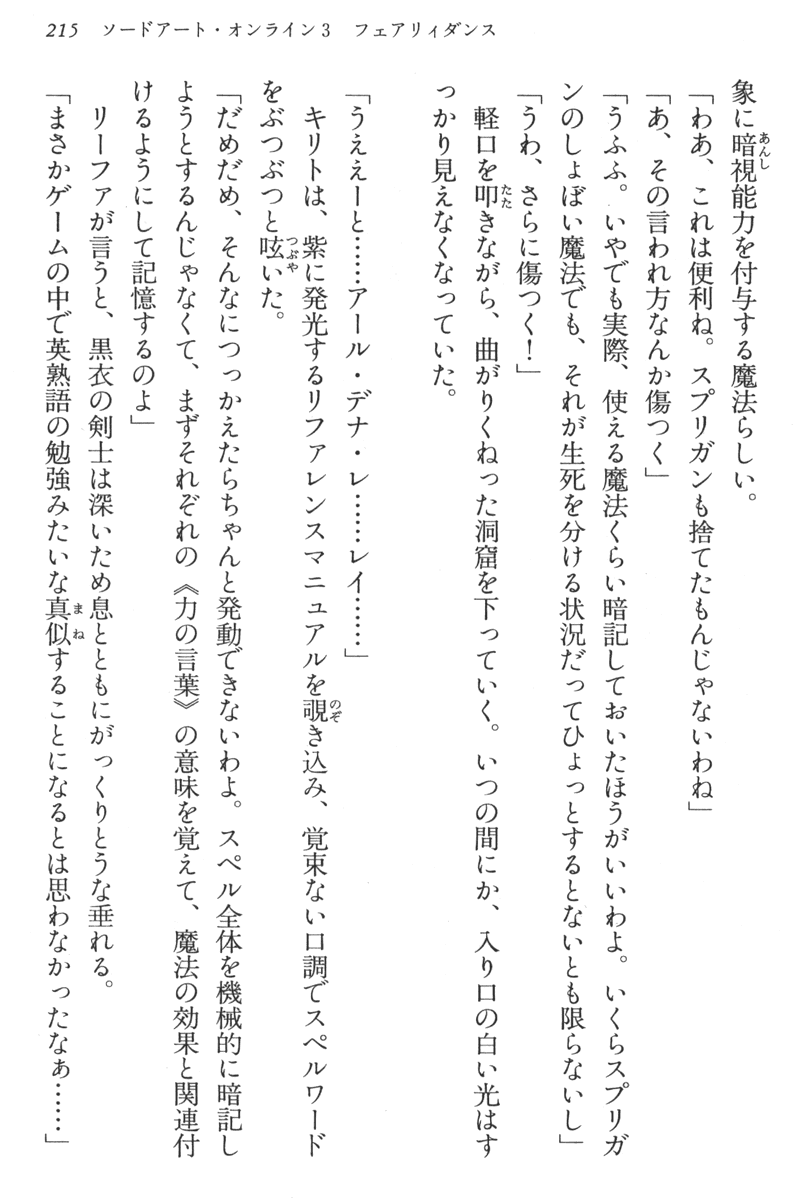 215 ソードアート・オンライン3 フェアリィダンス
象に暗視能力を付与する魔法らしい。
「わあ、これは便利ね。スプリガンも捨てたもんじゃないわね」
「あ、その言われ方なんか傷つく」
「うふふ。いやでも実際、使える魔法くらい暗記しておいたほうがいいわよ。いくらスプリガ
ンのしょぼい魔法でも、それが生死を分ける状況だってひょっとするとないとも限らないし」
「うわ、さらに傷つく！」
軽口を叩きながら、曲がりくねった洞窟を下っていく。いつの間にか、入り口の白い光はす
っかり見えなくなっていた。
「うええーと……アール・デナ・レ……レイ……」
キリトは、紫に発光するリファレンスマニュアルを覗き込み、覚束ない口調でスペルワード
をぶつぶつと呟いた。
「だめだめ、そんなにつっかえたらちゃんと発動できないわよ。スペル全体を機械的に暗記し
ようとするんじゃなくて、まずそれぞれの《力の言葉》の意味を覚えて、魔法の効果と関連付
けるようにして記憶するのよ」
リーファが言うと、黒衣の剣士は深いため息とともにがっくりとうな垂れる。
「まさかゲームの中で英熟語の勉強みたいな真似することになるとは思わなかったなぁ……」